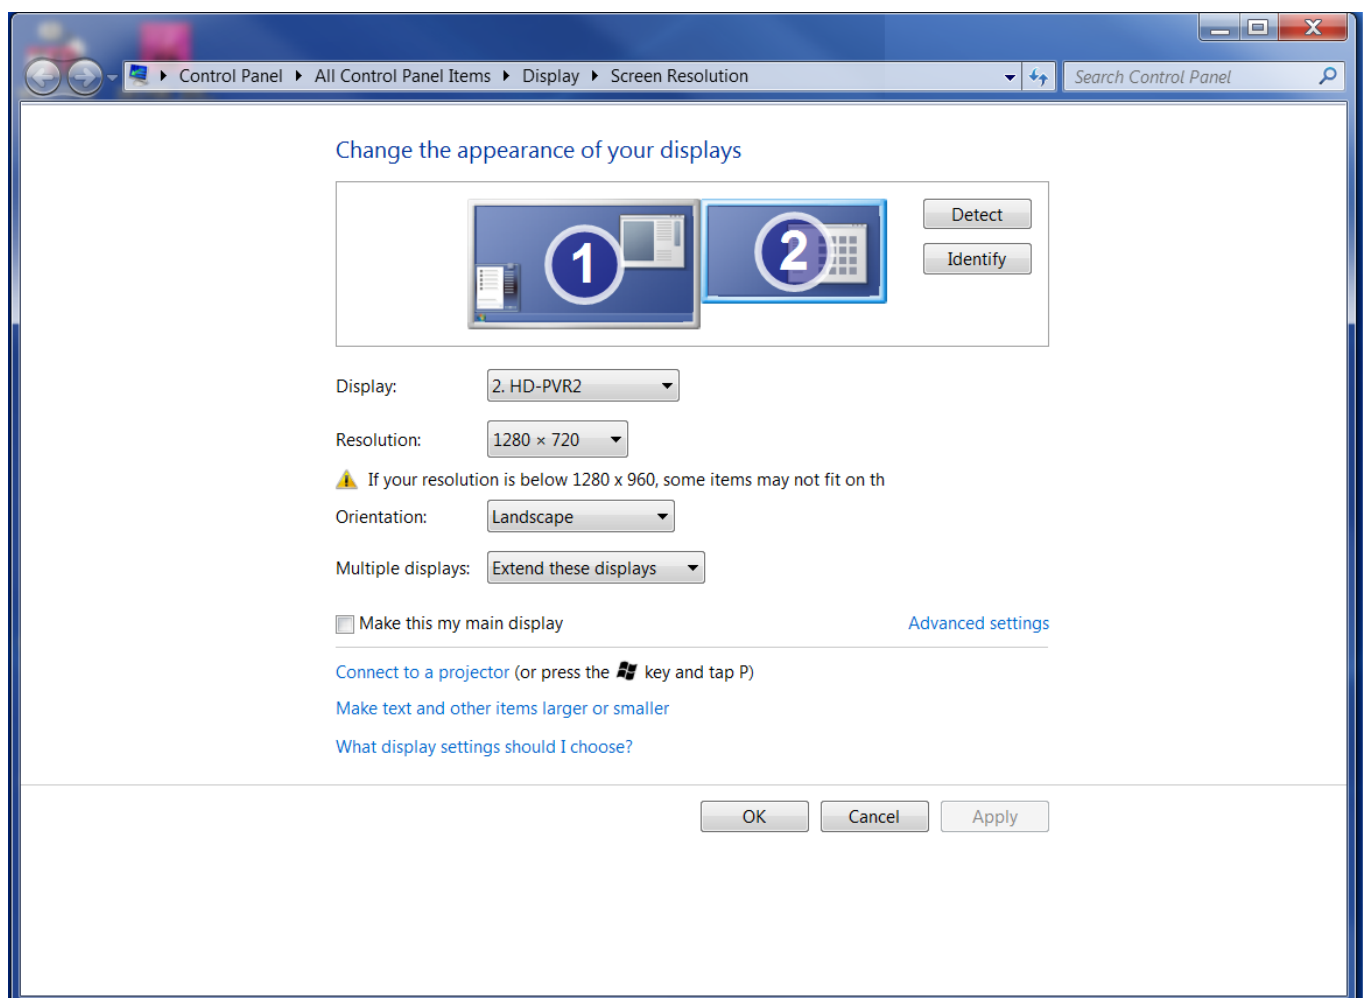 Control Panel All Control Panel Items Display Screen Resolution Search Control Panel
Change the appearance of your displays
1 2
Detect
Identify
Display: 2. HD-PVR2
Resolution: 1280 × 720
If your resolution is below 1280 x 960, some items may not fit on th
Orientation: Landscape
Multiple displays: Extend these displays
Make this my main display Advanced settings
Connect to a projector (or press the key and tap P)
Make text and other items larger or smaller
What display settings should I choose?
OK Cancel Apply